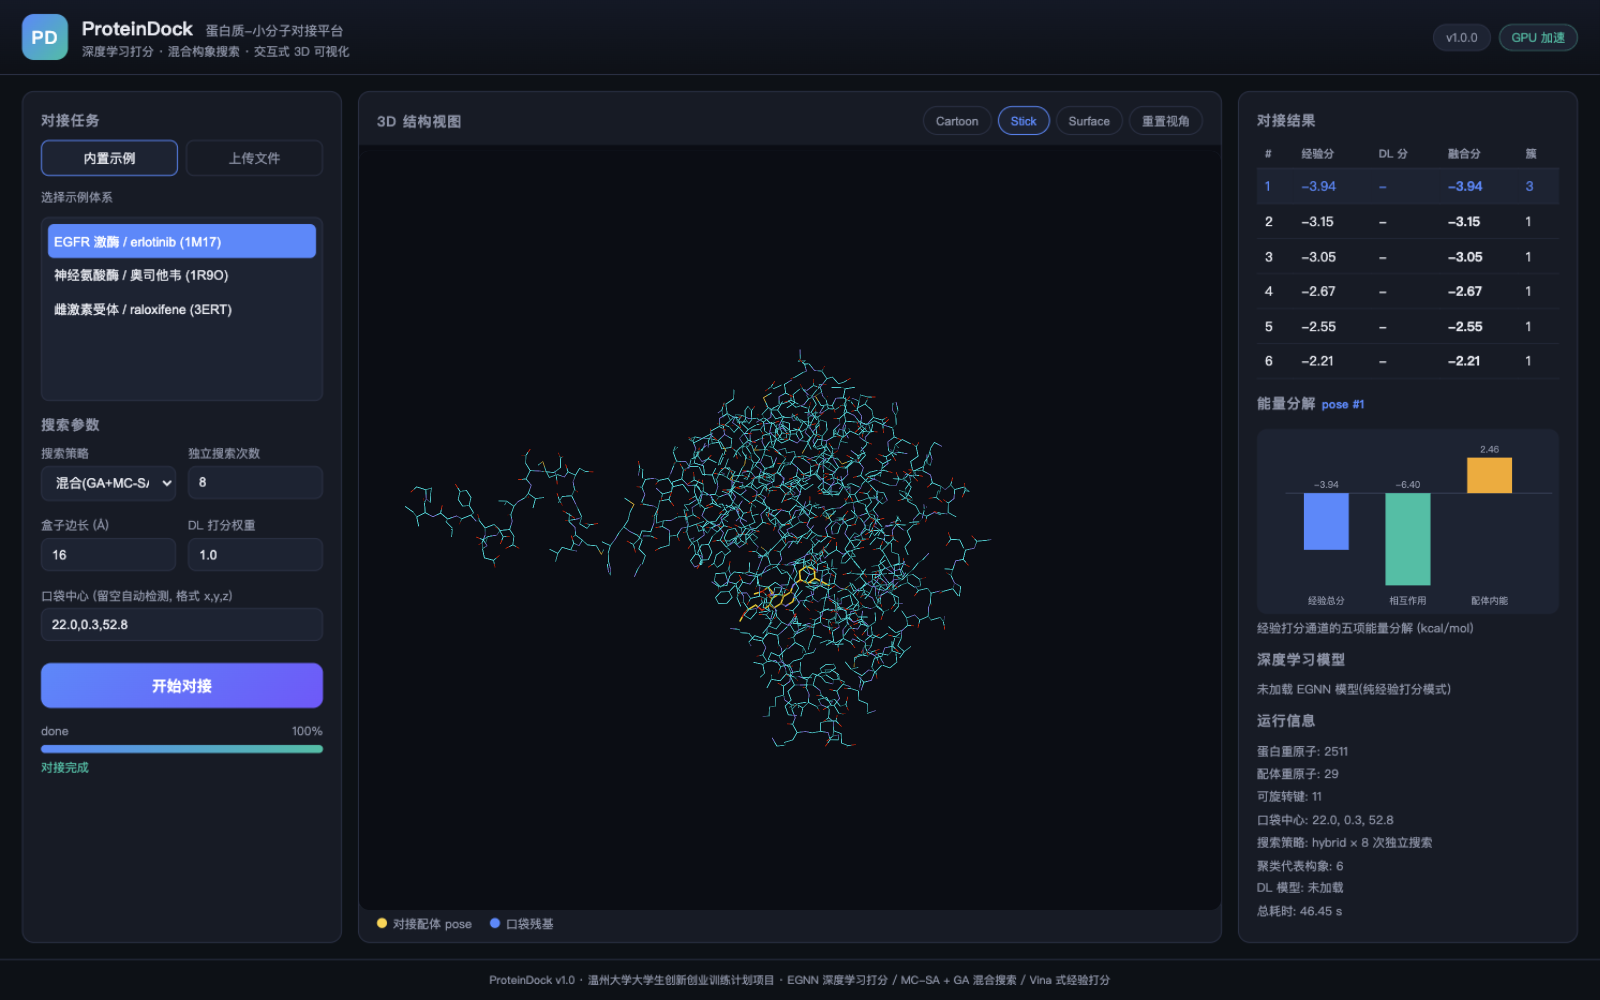 PD
ProteinDock 蛋白质-小分子对接平台
深度学习打分 · 混合构象搜索 · 交互式 3D 可视化
v1.0.0
GPU 加速
对接任务
内置示例
上传文件
选择示例体系
EGFR 激酶 / erlotinib (1M17)
神经氨酸酶 / 奥司他韦 (1R9O)
雌激素受体 / raloxifene (3ERT)
搜索参数
搜索策略
独立搜索次数
混合(GA+MC-SA
8
盒子边长 (Å)
DL 打分权重
16
1.0
口袋中心 (留空自动检测, 格式 x,y,z)
22.0,0.3,52.8
开始对接
done
100%
对接完成
3D 结构视图
Cartoon
Stick
Surface
重置视角
对接配体 pose
口袋残基
对接结果
# 经验分 DL 分 融合分 簇
1 −3.94 – −3.94 3
2 −3.15 – −3.15 1
3 −3.05 – −3.05 1
4 −2.67 – −2.67 1
5 −2.55 – −2.55 1
6 −2.21 – −2.21 1
能量分解 pose #1
2.46
−3.94
−6.40
经验总分
相互作用
配体内能
经验打分通道的五项能量分解 (kcal/mol)
深度学习模型
未加载 EGNN 模型(纯经验打分模式)
运行信息
蛋白重原子: 2511
配体重原子: 29
可旋转键: 11
口袋中心: 22.0, 0.3, 52.8
搜索策略: hybrid × 8 次独立搜索
聚类代表构象: 6
DL 模型: 未加载
总耗时: 46.45 s
ProteinDock v1.0 · 温州大学大学生创新创业训练计划项目 · EGNN 深度学习打分 / MC-SA + GA 混合搜索 / Vina 式经验打分